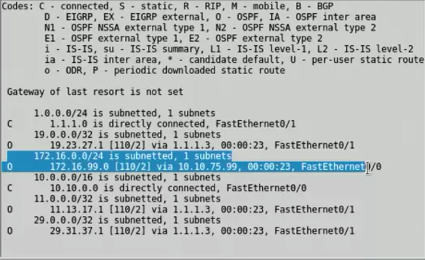 Codes: C - connected, S - static, R - RIP, M - mobile, B - BGP
D - EIGRP, EX - EIGRP external, O - OSPF, IA - OSPF inter area
N1 - OSPF NSSA external type 1, N2 - OSPF NSSA external type 2
E1 - OSPF external type 1, E2 - OSPF external type 2
i - IS-IS, su - IS-IS summary, L1 - IS-IS level-1, L2 - IS-IS level-2
ia - IS-IS inter area, * - candidate default, U - per-user static route
o - ODR, P - periodic downloaded static route
Gateway of last resort is not set
1.0.0.0/24 is subnetted, 1 subnets
C 1.1.1.0 is directly connected, FastEthernet0/1
19.0.0.0/32 is subnetted, 1 subnets
O 19.23.27.1 [110/2] via 1.1.1.3, 00:00:23, FastEthernet0/1
172.16.0.0/24 is subnetted, 1 subnets
O 172.16.99.0 [110/2] via 10.10.75.99, 00:00:23, FastEthernet0/0
10.0.0.0/16 is subnetted, 1 subnets
C 10.10.0.0 is directly connected, FastEthernet0/0
11.0.0.0/32 is subnetted, 1 subnets
O 11.13.17.1 [110/2] via 1.1.1.3, 00:00:23, FastEthernet0/1
29.0.0.0/32 is subnetted, 1 subnets
O 29.31.37.1 [110/2] via 1.1.1.3, 00:00:23, FastEthernet0/1